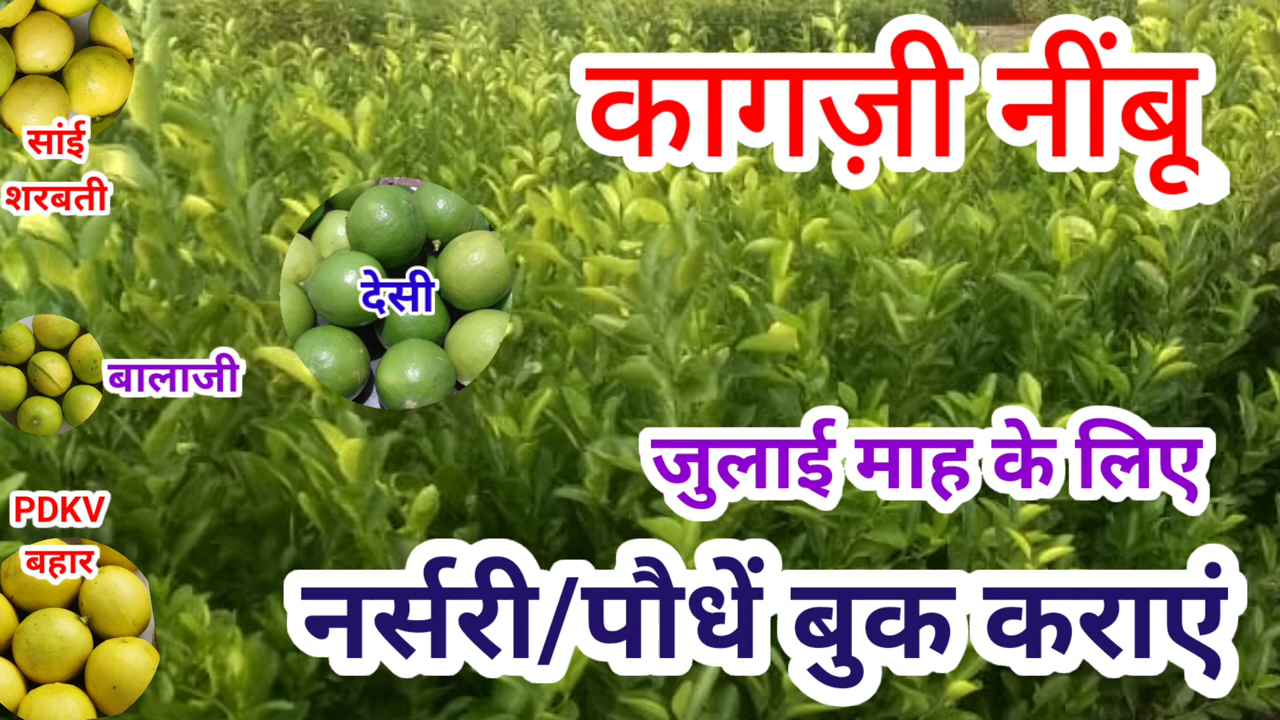 कागज़ी नींबू
सांई
शरबती
देसी
बालाजी
जुलाई माह के लिए
PDKV
बहार
नर्सरी/पौधें बुक कराएं